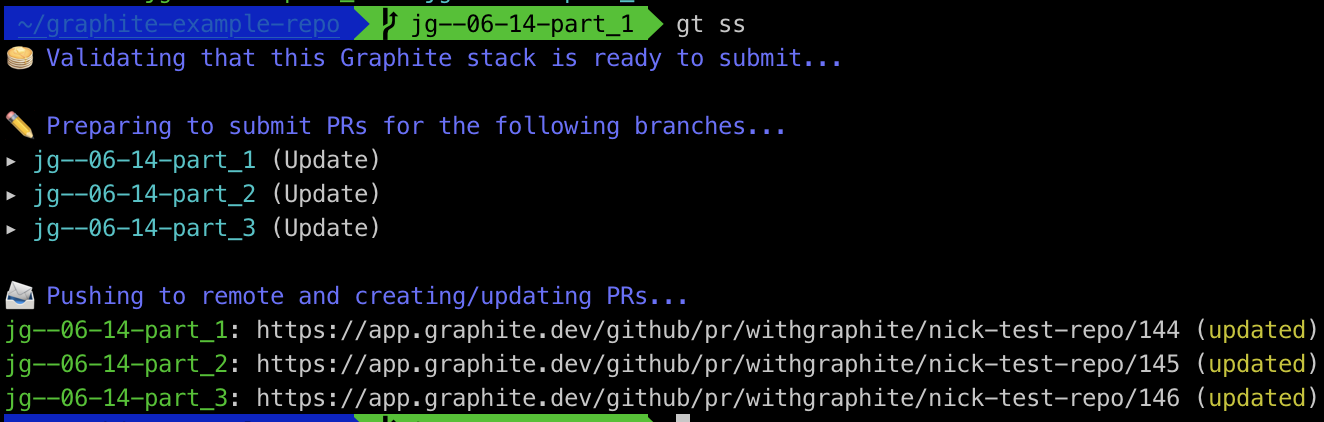 ~/graphite-example-repo jg--06-14-part_1 gt ss
Validating that this Graphite stack is ready to submit...
Preparing to submit PRs for the following branches...
▸ jg--06-14-part_1 (Update)
▸ jg--06-14-part_2 (Update)
▸ jg--06-14-part_3 (Update)
Pushing to remote and creating/updating PRs...
jg--06-14-part_1: https://app.graphite.dev/github/pr/withgraphite/nick-test-repo/144 (updated)
jg--06-14-part_2: https://app.graphite.dev/github/pr/withgraphite/nick-test-repo/145 (updated)
jg--06-14-part_3: https://app.graphite.dev/github/pr/withgraphite/nick-test-repo/146 (updated)